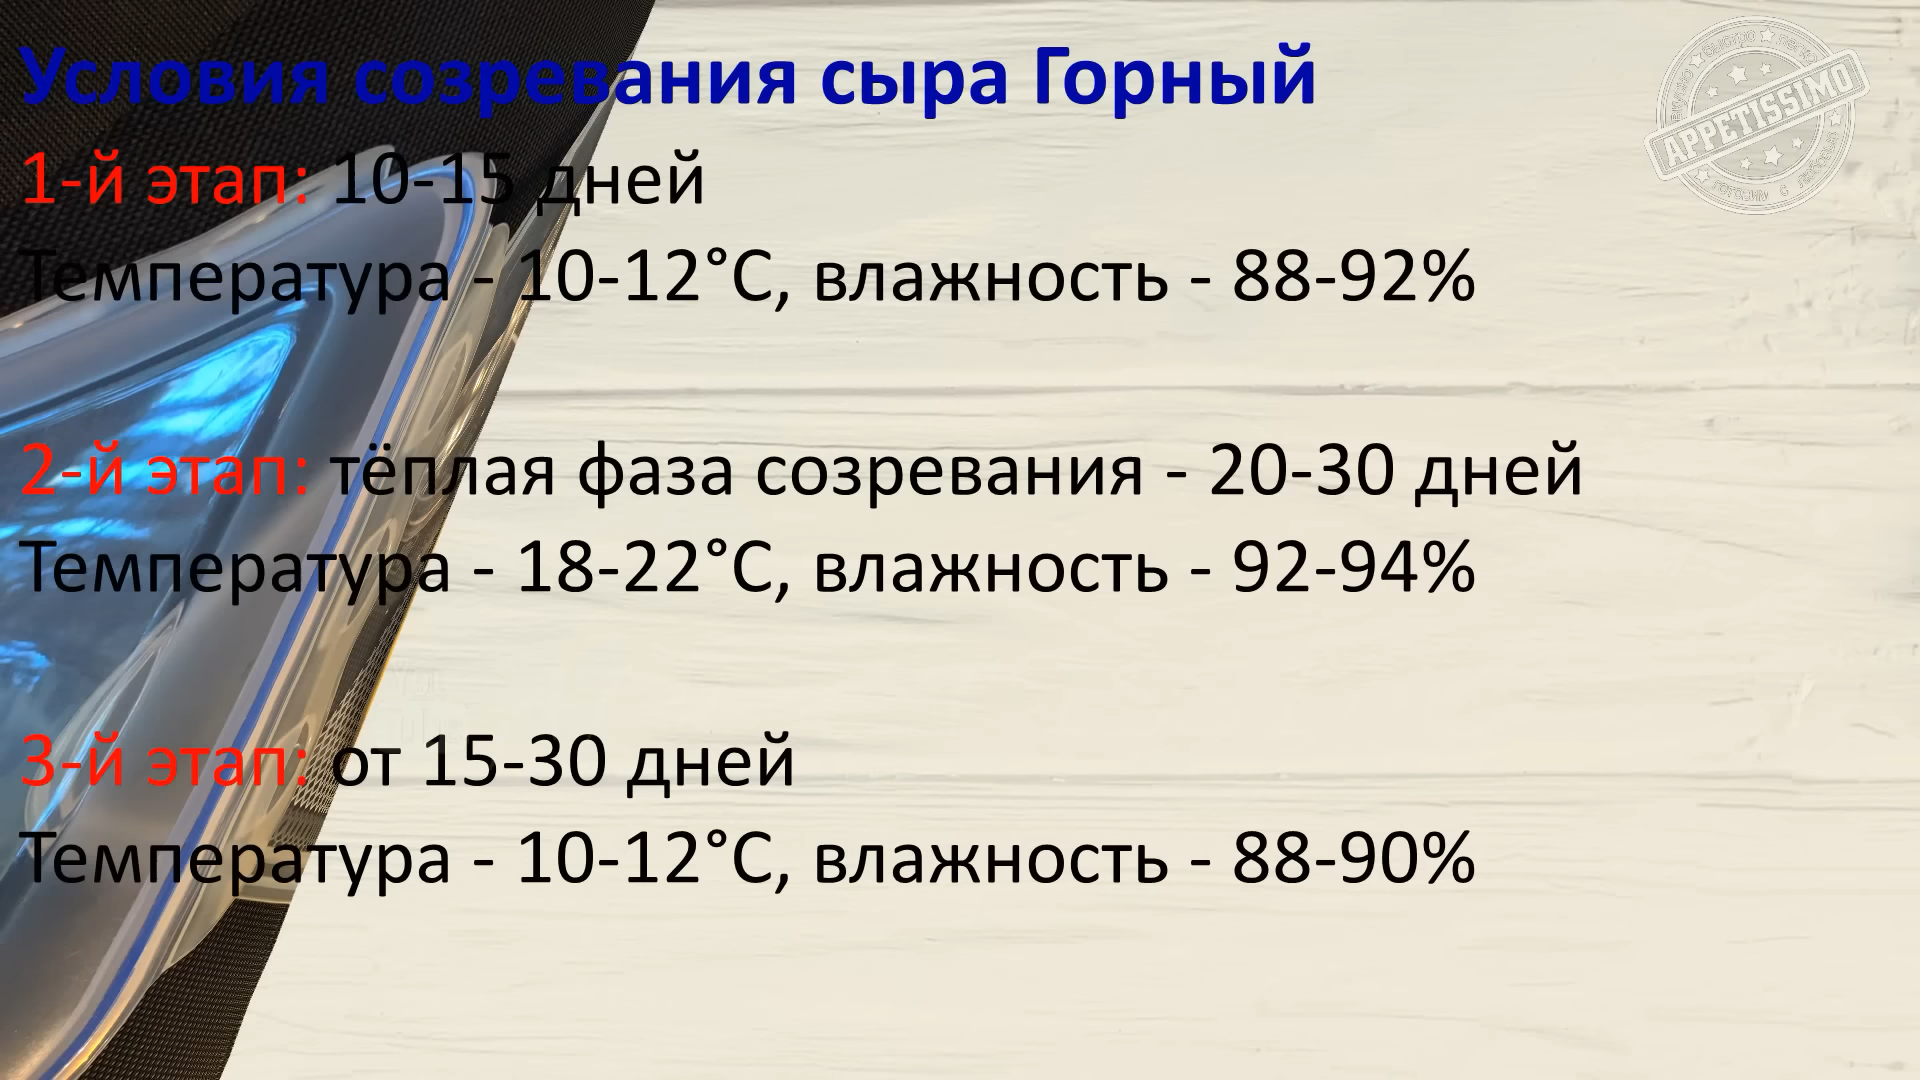 Условия созревания сыра Горный
1-й этап: 10-15 дней
Температура - 10-12°С, влажность - 88-92%
2-й этап: тёплая фаза созревания - 20-30 дней
Температура - 18-22°С, влажность - 92-94%
3-й этап: от 15-30 дней
Температура - 10-12°С, влажность - 88-90%
APPETISSIMO